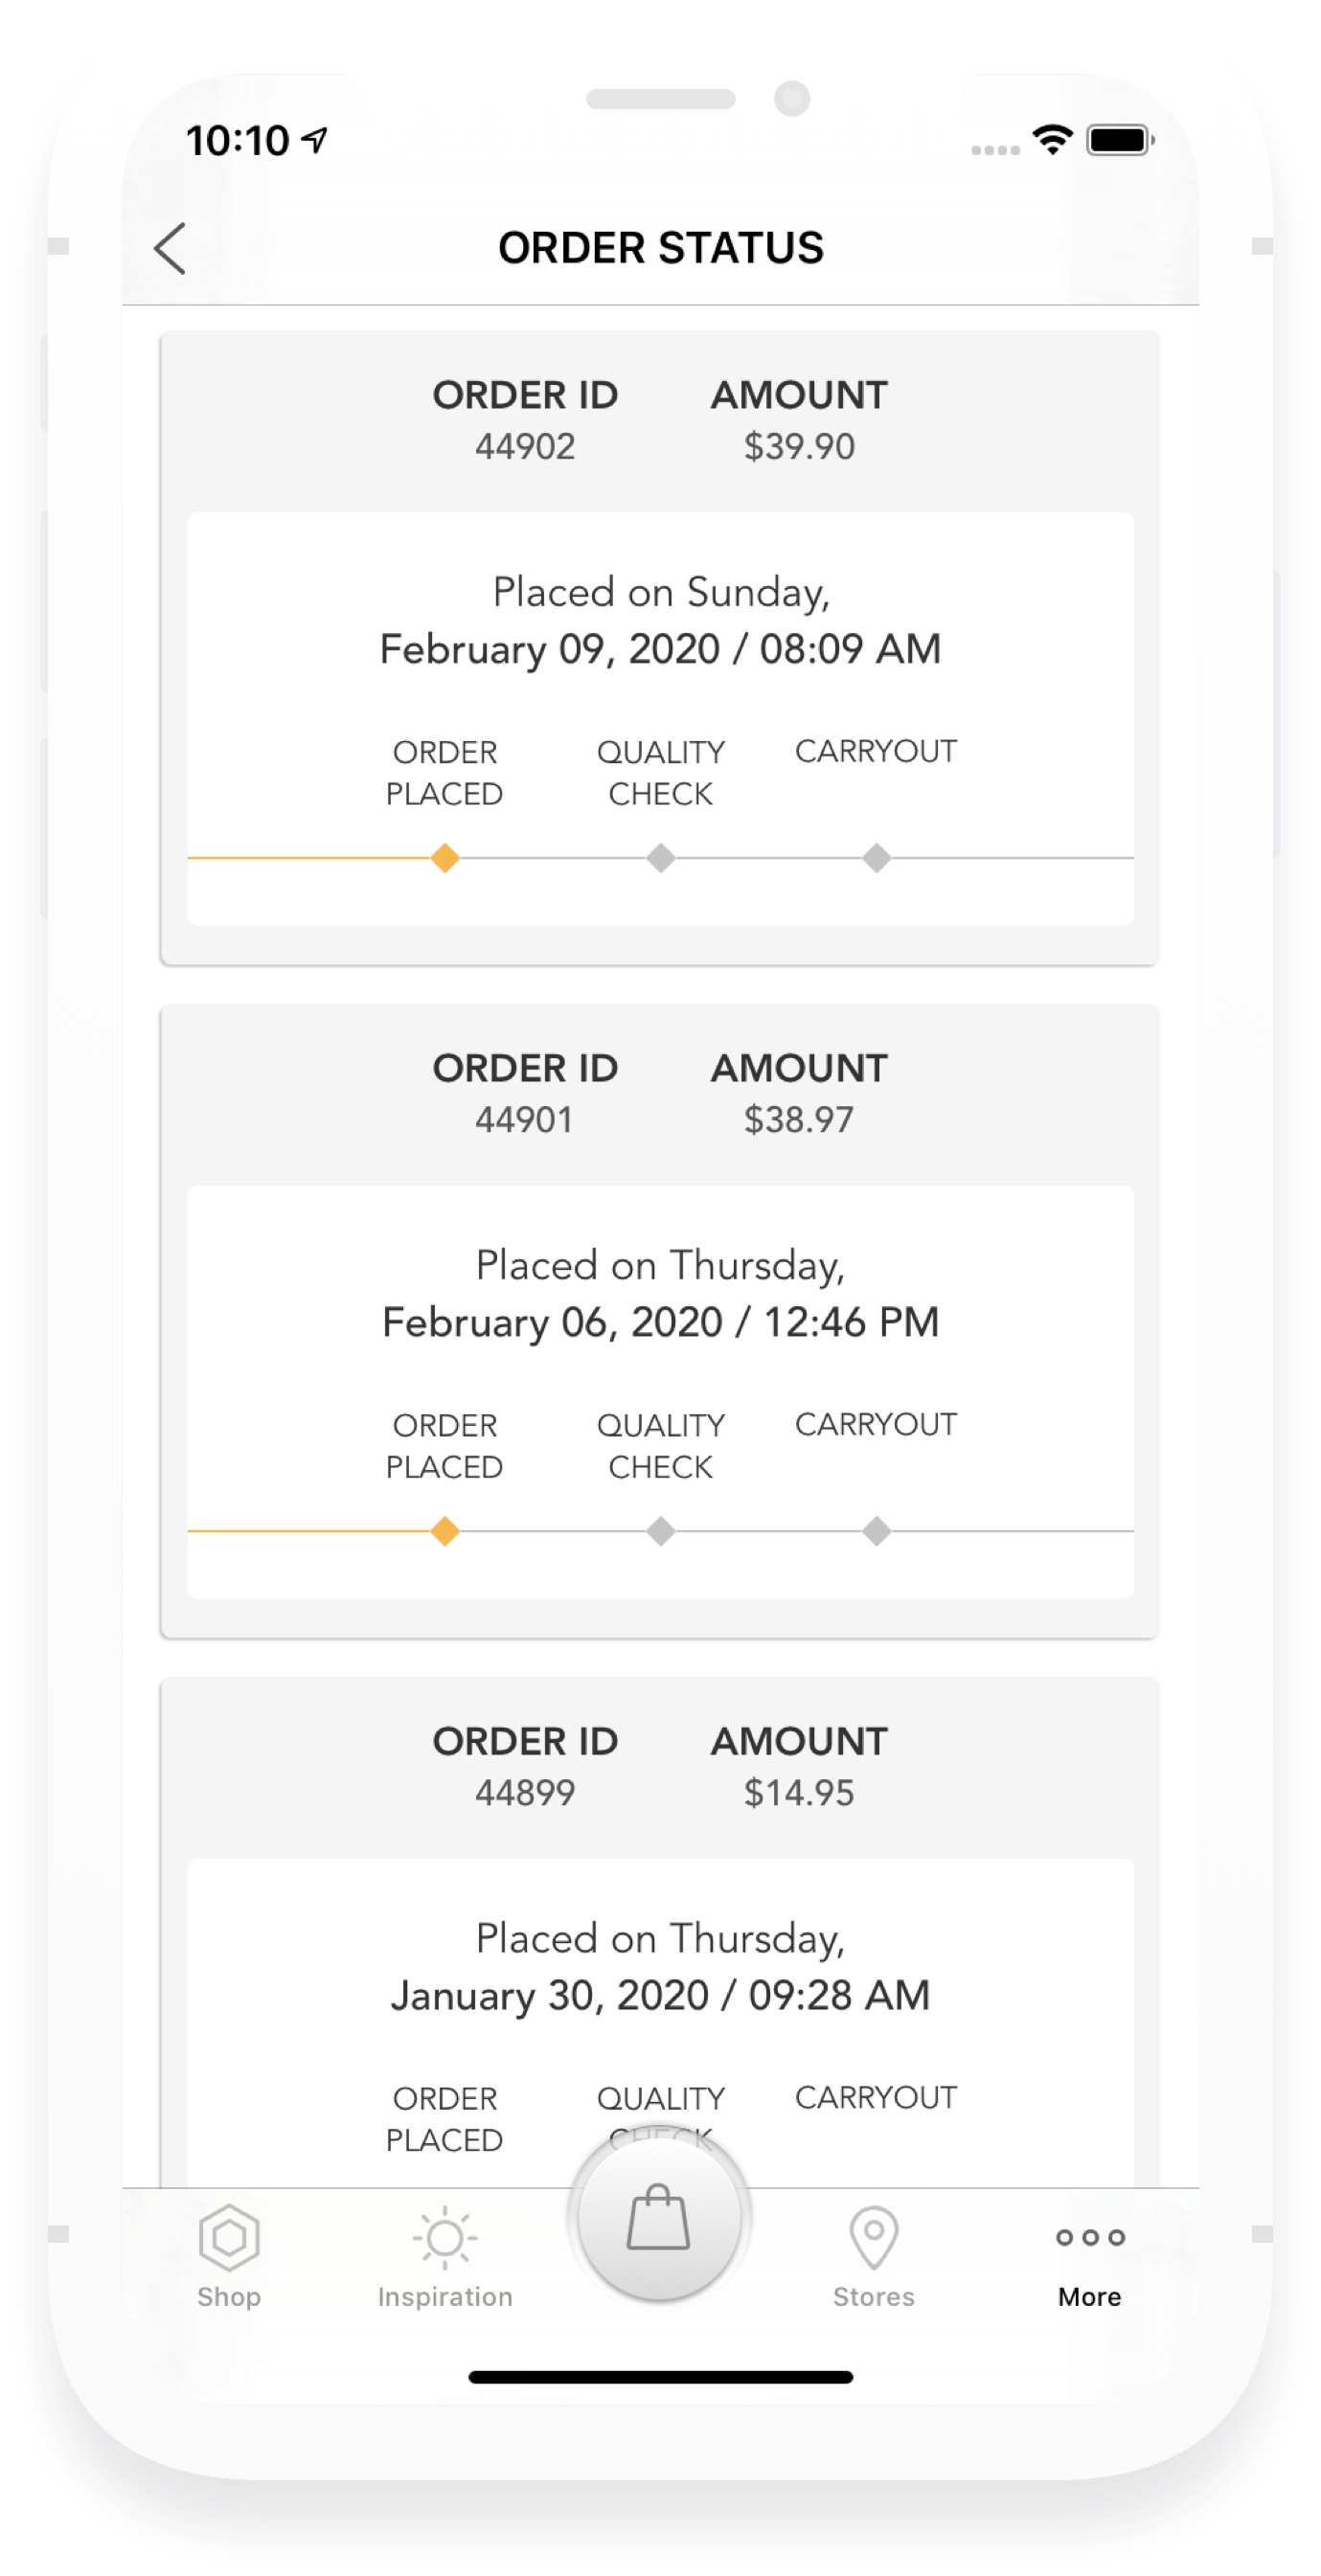 10:10
ORDER STATUS
ORDER ID AMOUNT
44902 $39.90
Placed on Sunday,
February 09, 2020 / 08:09 AM
ORDER QUALITY CARRYOUT
PLACED CHECK
ORDER ID AMOUNT
44901 $38.97
Placed on Thursday,
February 06, 2020 / 12:46 PM
ORDER QUALITY CARRYOUT
PLACED CHECK
ORDER ID AMOUNT
44899 $14.95
Placed on Thursday,
January 30, 2020 / 09:28 AM
ORDER QUALITY CARRYOUT
PLACED CHECK
Shop Inspiration Stores More